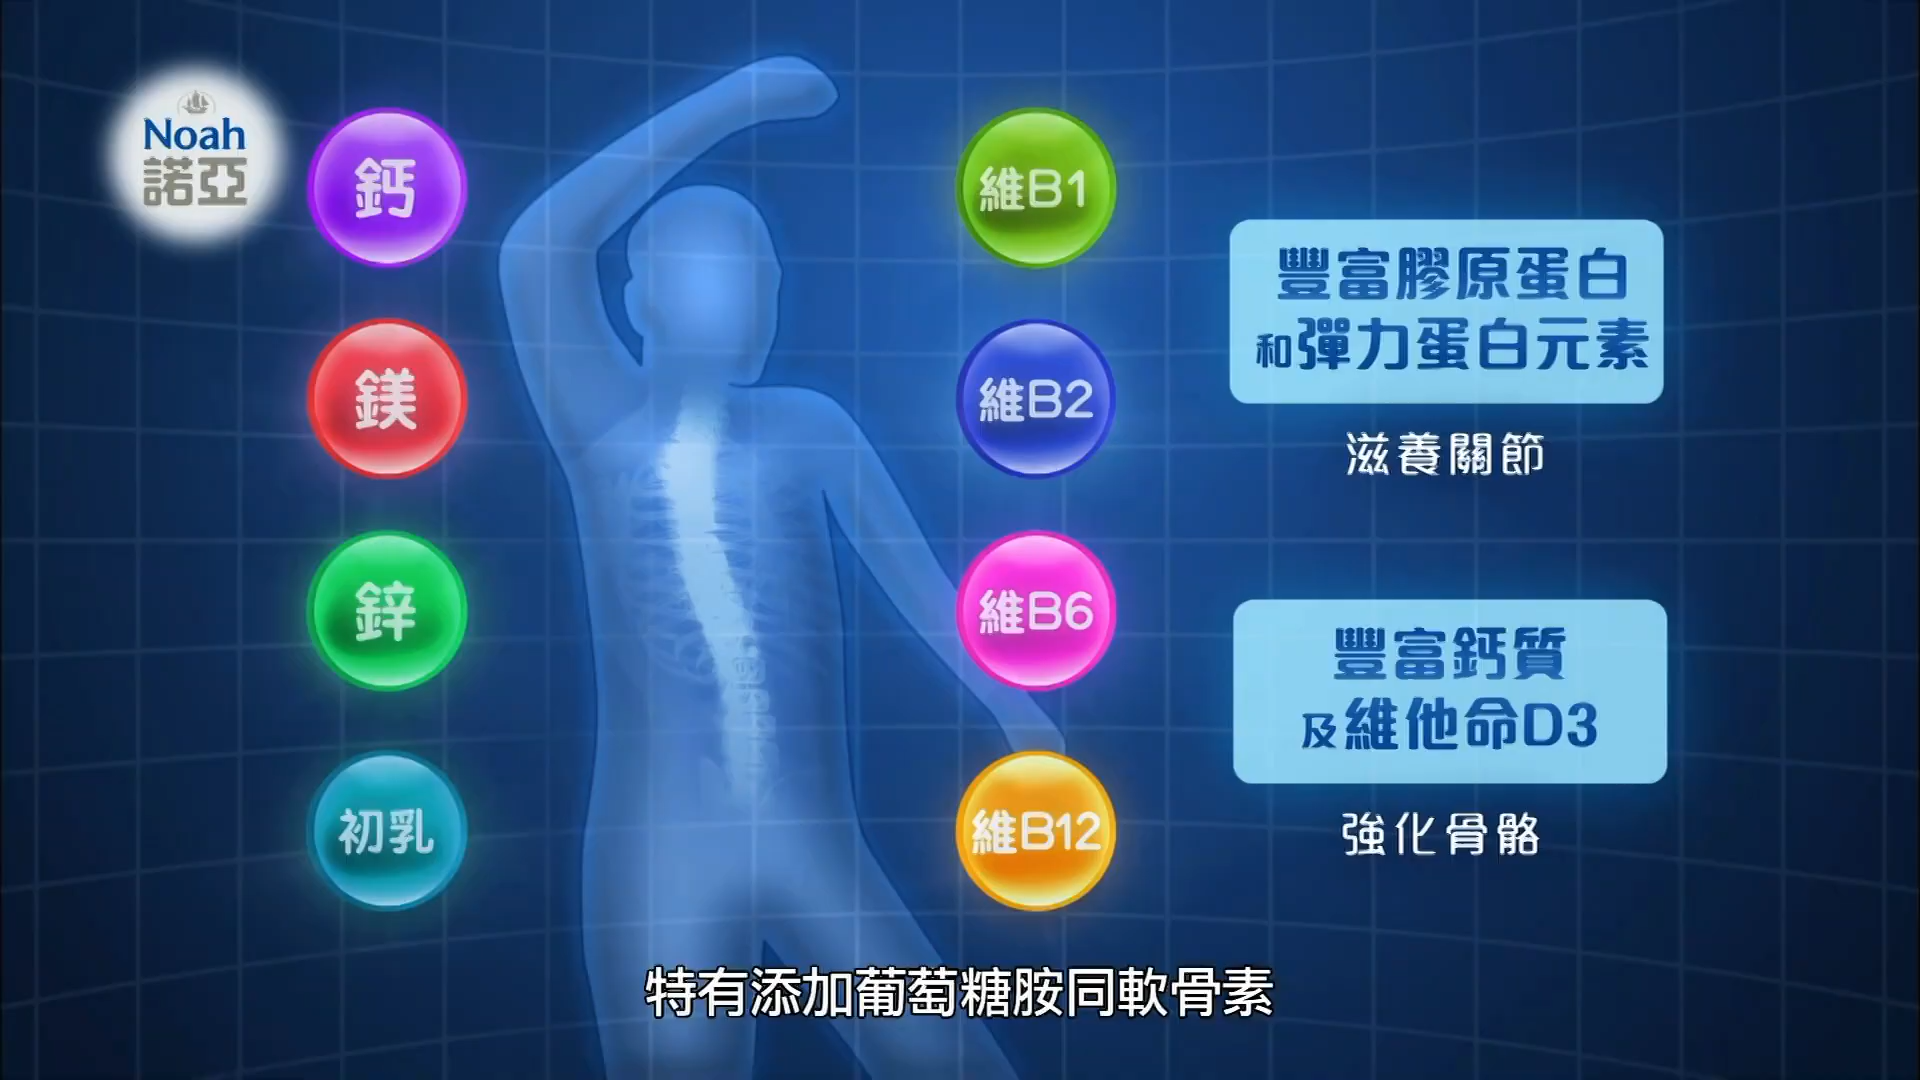 Noah
諾亞
鈣
鎂
鋅
初乳
維B1
維B2
維B6
維B12
豐富膠原蛋白
和彈力蛋白元素
滋養關節
豐富鈣質
及維他命D3
強化骨骼
特有添加葡萄糖胺同軟骨素